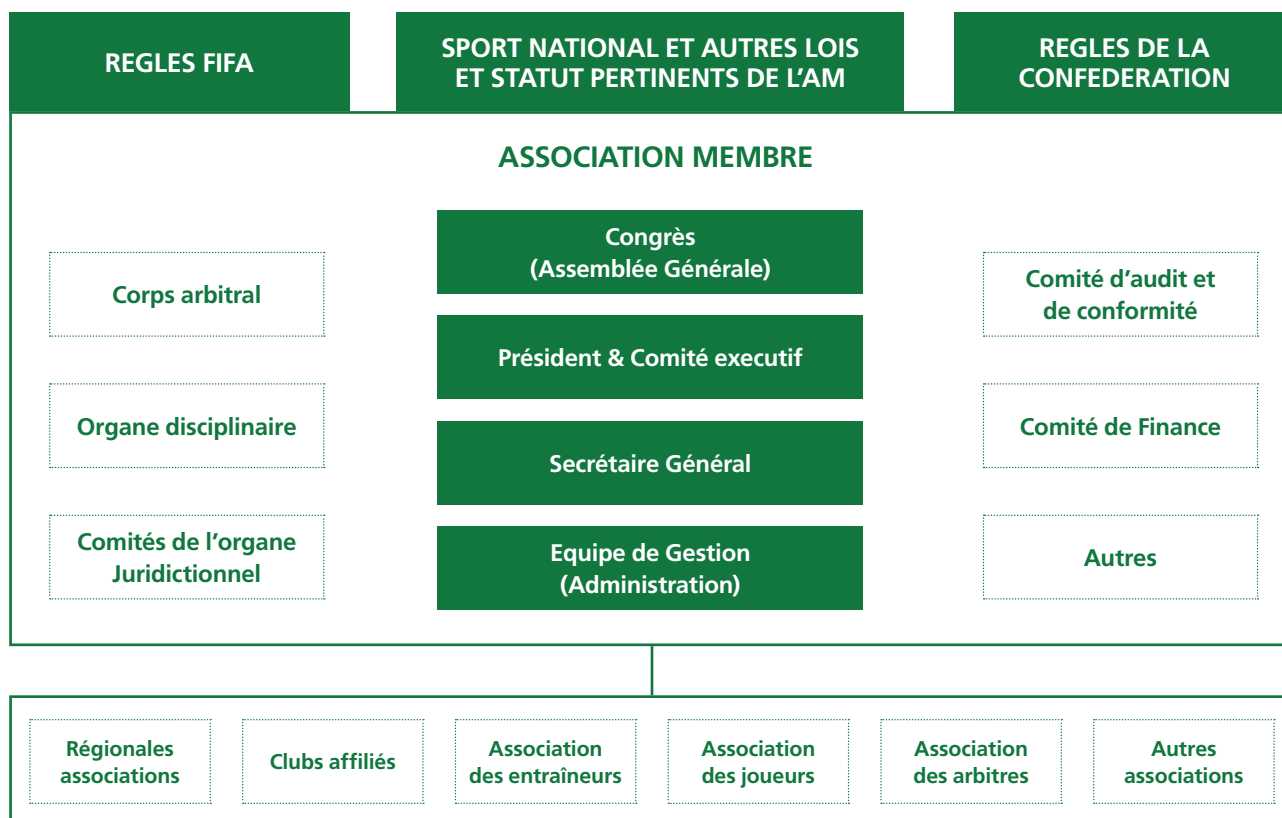 REGLES FIFA
SPORT NATIONAL ET AUTRES LOIS
ET STATUT PERTINENTS DE L’AM
REGLES DE LA
CONFEDERATION
ASSOCIATION MEMBRE
Corps arbitral
Organe disciplinaire
Comités de l’organe
Juridictionnel
Congrès
(Assemblée Générale)
Président & Comité executif
Secrétaire Général
Equipe de Gestion
(Administration)
Comité d’audit et
de conformité
Comité de Finance
Autres
Régionales
associations
Clubs affiliés
Association
des entraîneurs
Association
des joueurs
Association
des arbitres
Autres
associations